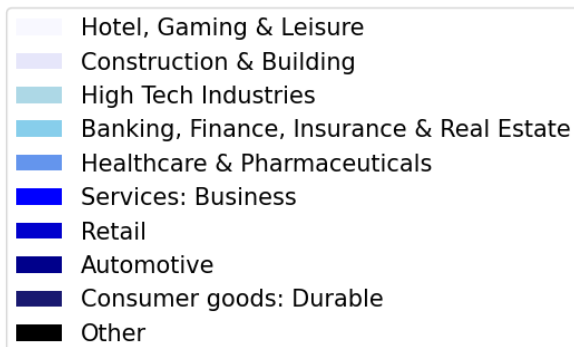 Hotel, Gaming & Leisure
Construction & Building
High Tech Industries
Banking, Finance, Insurance & Real Estate
Healthcare & Pharmaceuticals
Services: Business
Retail
Automotive
Consumer goods: Durable
Other